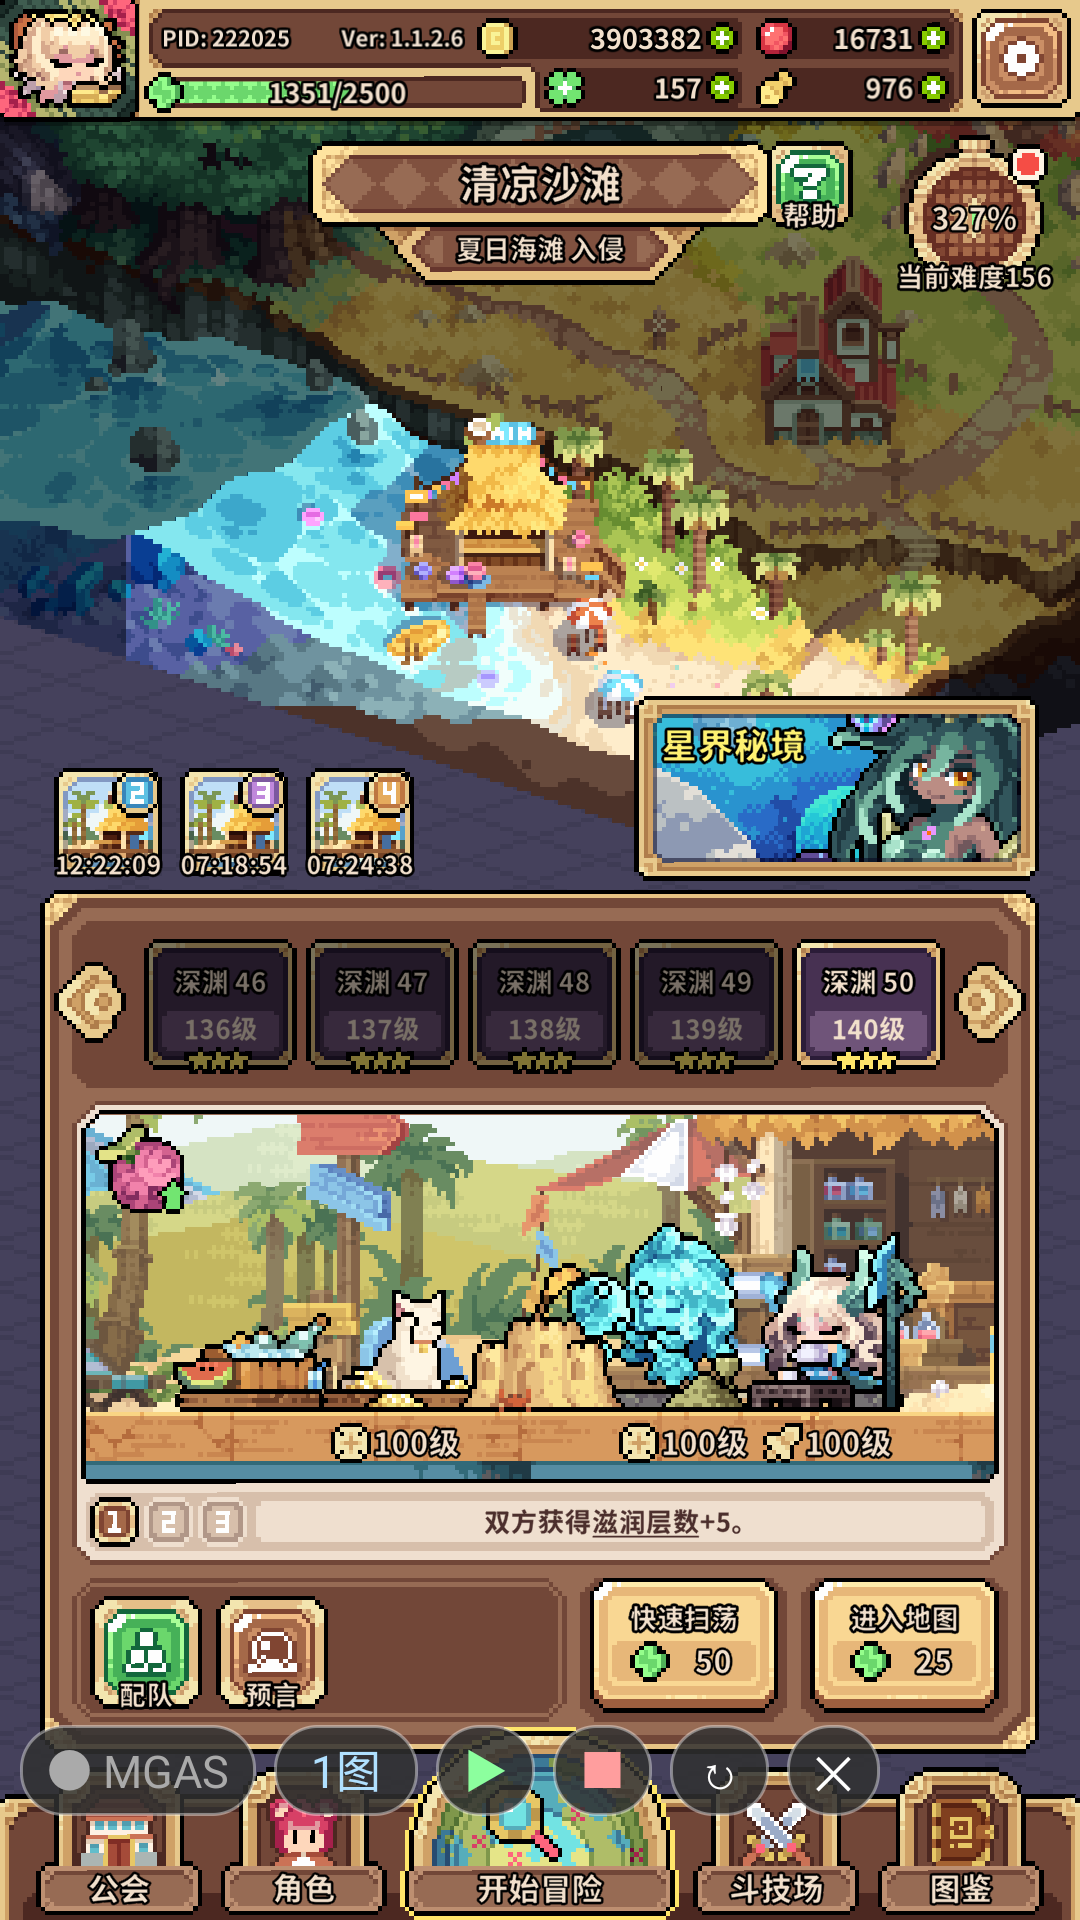 PID: 222025
Ver: 1.1.2.6
3903382
16731
1351/2500
157
976
清凉沙滩
帮助
夏日海滩 入侵
327%
当前难度156
星界秘境
2
3
4
12:22:09
07:18:54
07:24:38
深渊 46
深渊 47
深渊 48
深渊 49
深渊 50
136级
137级
138级
139级
140级
100级
100级
100级
1
2
3
双方获得滋润层数+5。
快速扫荡
进入地图
50
25
配队
预言
MGAS
1图
公会
角色
开始冒险
斗技场
图鉴